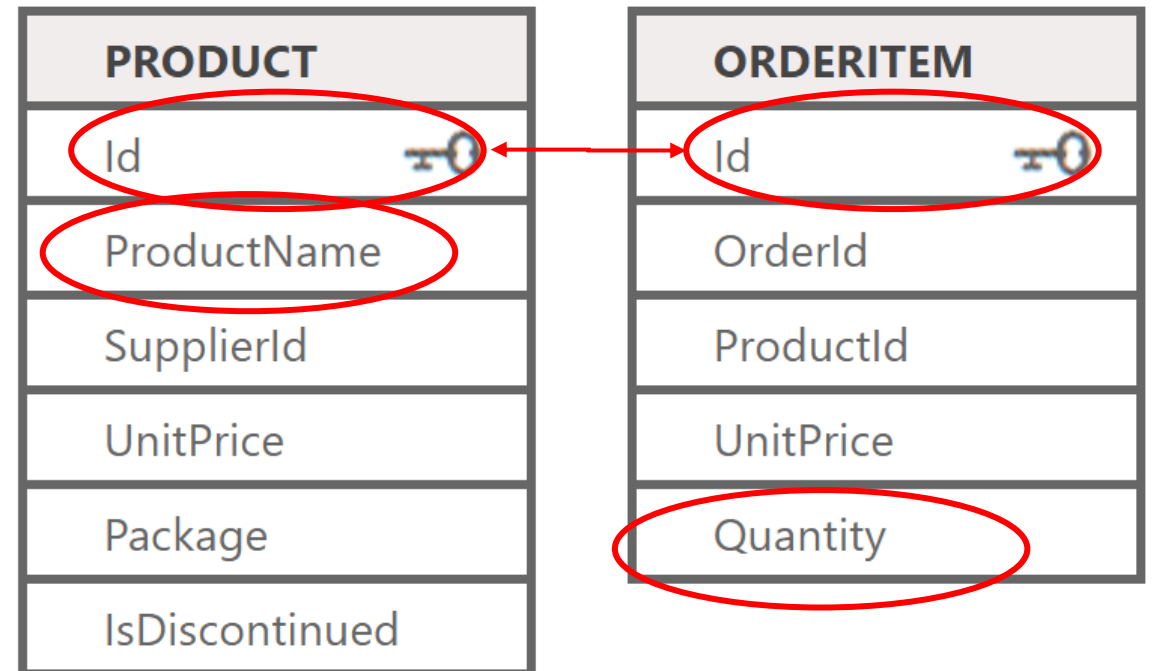 PRODUCT
Id
ProductName
SupplierId
UnitPrice
Package
IsDiscontinued
ORDERITEM
Id
OrderId
ProductId
UnitPrice
Quantity